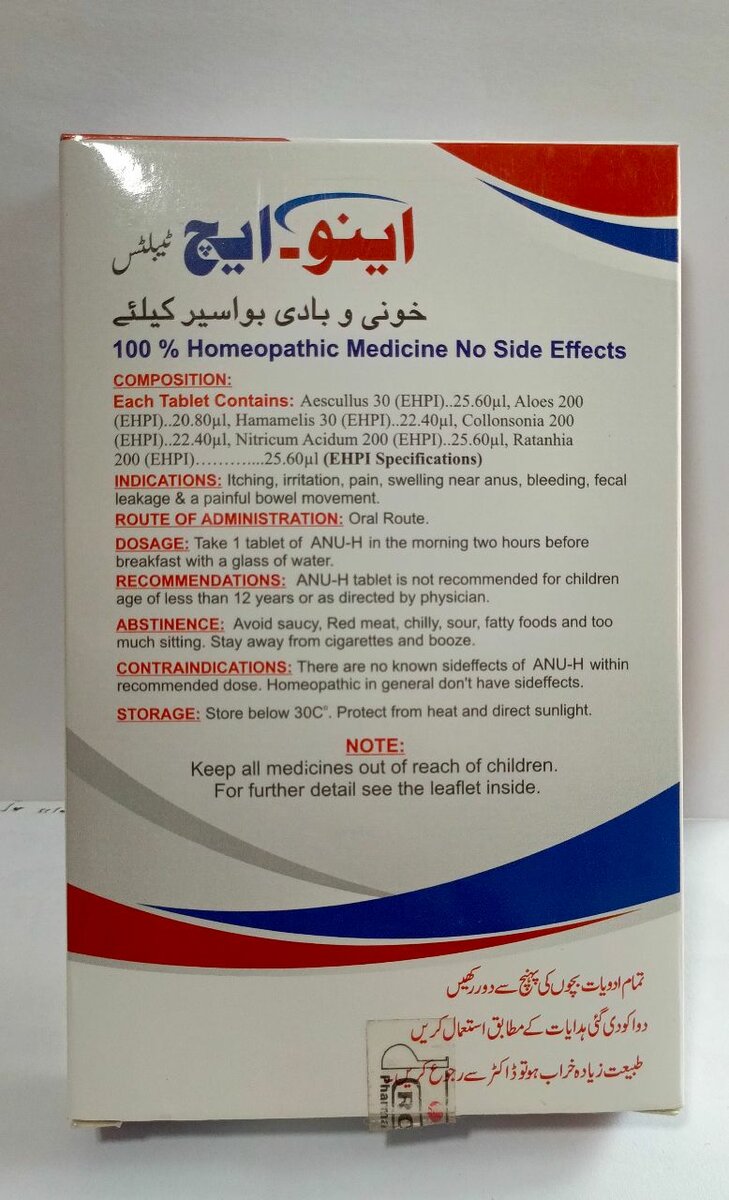 اینو-ایچ ٹیبلٹس
خونی و بادی بواسیر کیلئے
100 % Homeopathic Medicine No Side Effects
COMPOSITION:
Each Tablet Contains: Aescullus 30 (EHPI)..25.60µl, Aloes 200
(EHPI)..20.80µl, Hamamelis 30 (EHPI)..22.40µl, Collonsonia 200
(EHPI)..22.40µl, Nitricum Acidum 200 (EHPI)..25.60µl, Ratanhia
200 (EHPI)………....25.60µl (EHPI Specifications)
INDICATIONS: Itching, irritation, pain, swelling near anus, bleeding, fecal
leakage & a painful bowel movement.
ROUTE OF ADMINISTRATION: Oral Route.
DOSAGE: Take 1 tablet of ANU-H in the morning two hours before
breakfast with a glass of water.
RECOMMENDATIONS: ANU-H tablet is not recommended for children
age of less than 12 years or as directed by physician.
ABSTINENCE: Avoid saucy, Red meat, chilly, sour, fatty foods and too
much sitting. Stay away from cigarettes and booze.
CONTRAINDICATIONS: There are no known sideffects of ANU-H within
recommended dose. Homeopathic in general don't have sideffects.
STORAGE: Store below 30C°. Protect from heat and direct sunlight.
NOTE:
Keep all medicines out of reach of children.
For further detail see the leaflet inside.
تمام ادویات بچوں کی پہنچ سے دور رکھیں
دوا کو دی گئی ہدایات کے مطابق استعمال کریں
طبیعت زیادہ خراب ہو تو ڈاکٹر سے رجوع کریں
Pharma